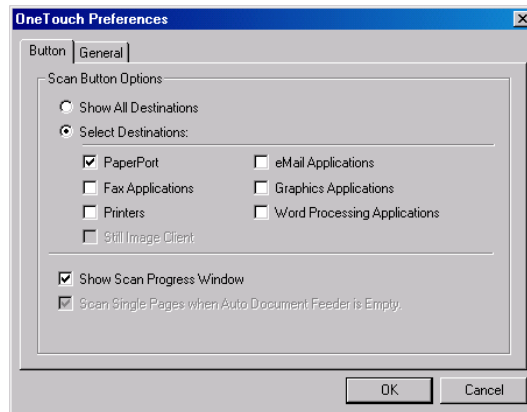 OneTouch Preferences
Button General
Scan Button Options
Show All Destinations
Select Destinations:
PaperPort eMail Applications
Fax Applications Graphics Applications
Printers Word Processing Applications
Still Image Client
Show Scan Progress Window
Scan Single Pages when Auto Document Feeder is Empty.
OK Cancel